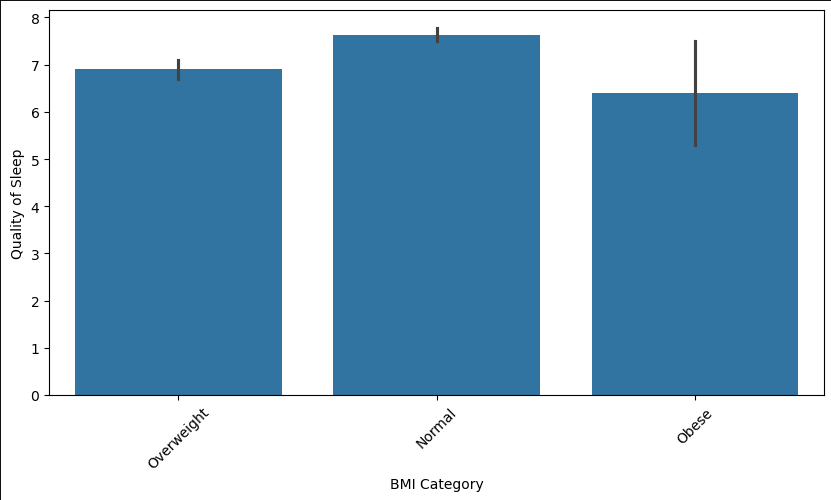 8
7
6
5
4
3
2
1
0
Quality of Sleep
Overweight
Normal
Obese
BMI Category